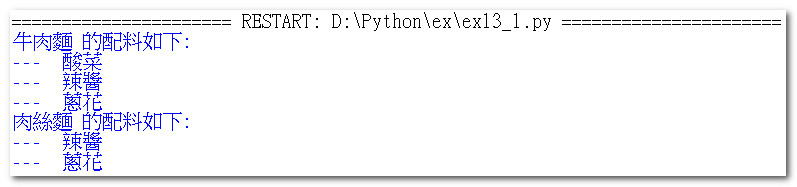 ====================== RESTART: D:\Python\ex\ex13_1.py ======================
牛肉麵 的配料如下:
---  酸菜
---  辣醬
---  蔥花
肉絲麵 的配料如下:
---  辣醬
---  蔥花